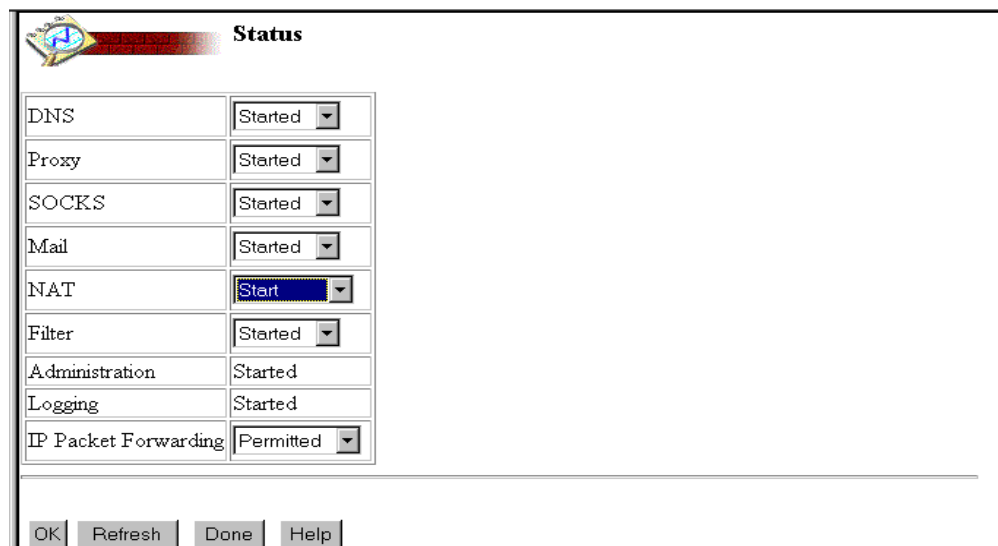 Status
DNS Started
Proxy Started
SOCKS Started
Mail Started
NAT Start
Filter Started
Administration Started
Logging Started
IP Packet Forwarding Permitted
OK Refresh Done Help